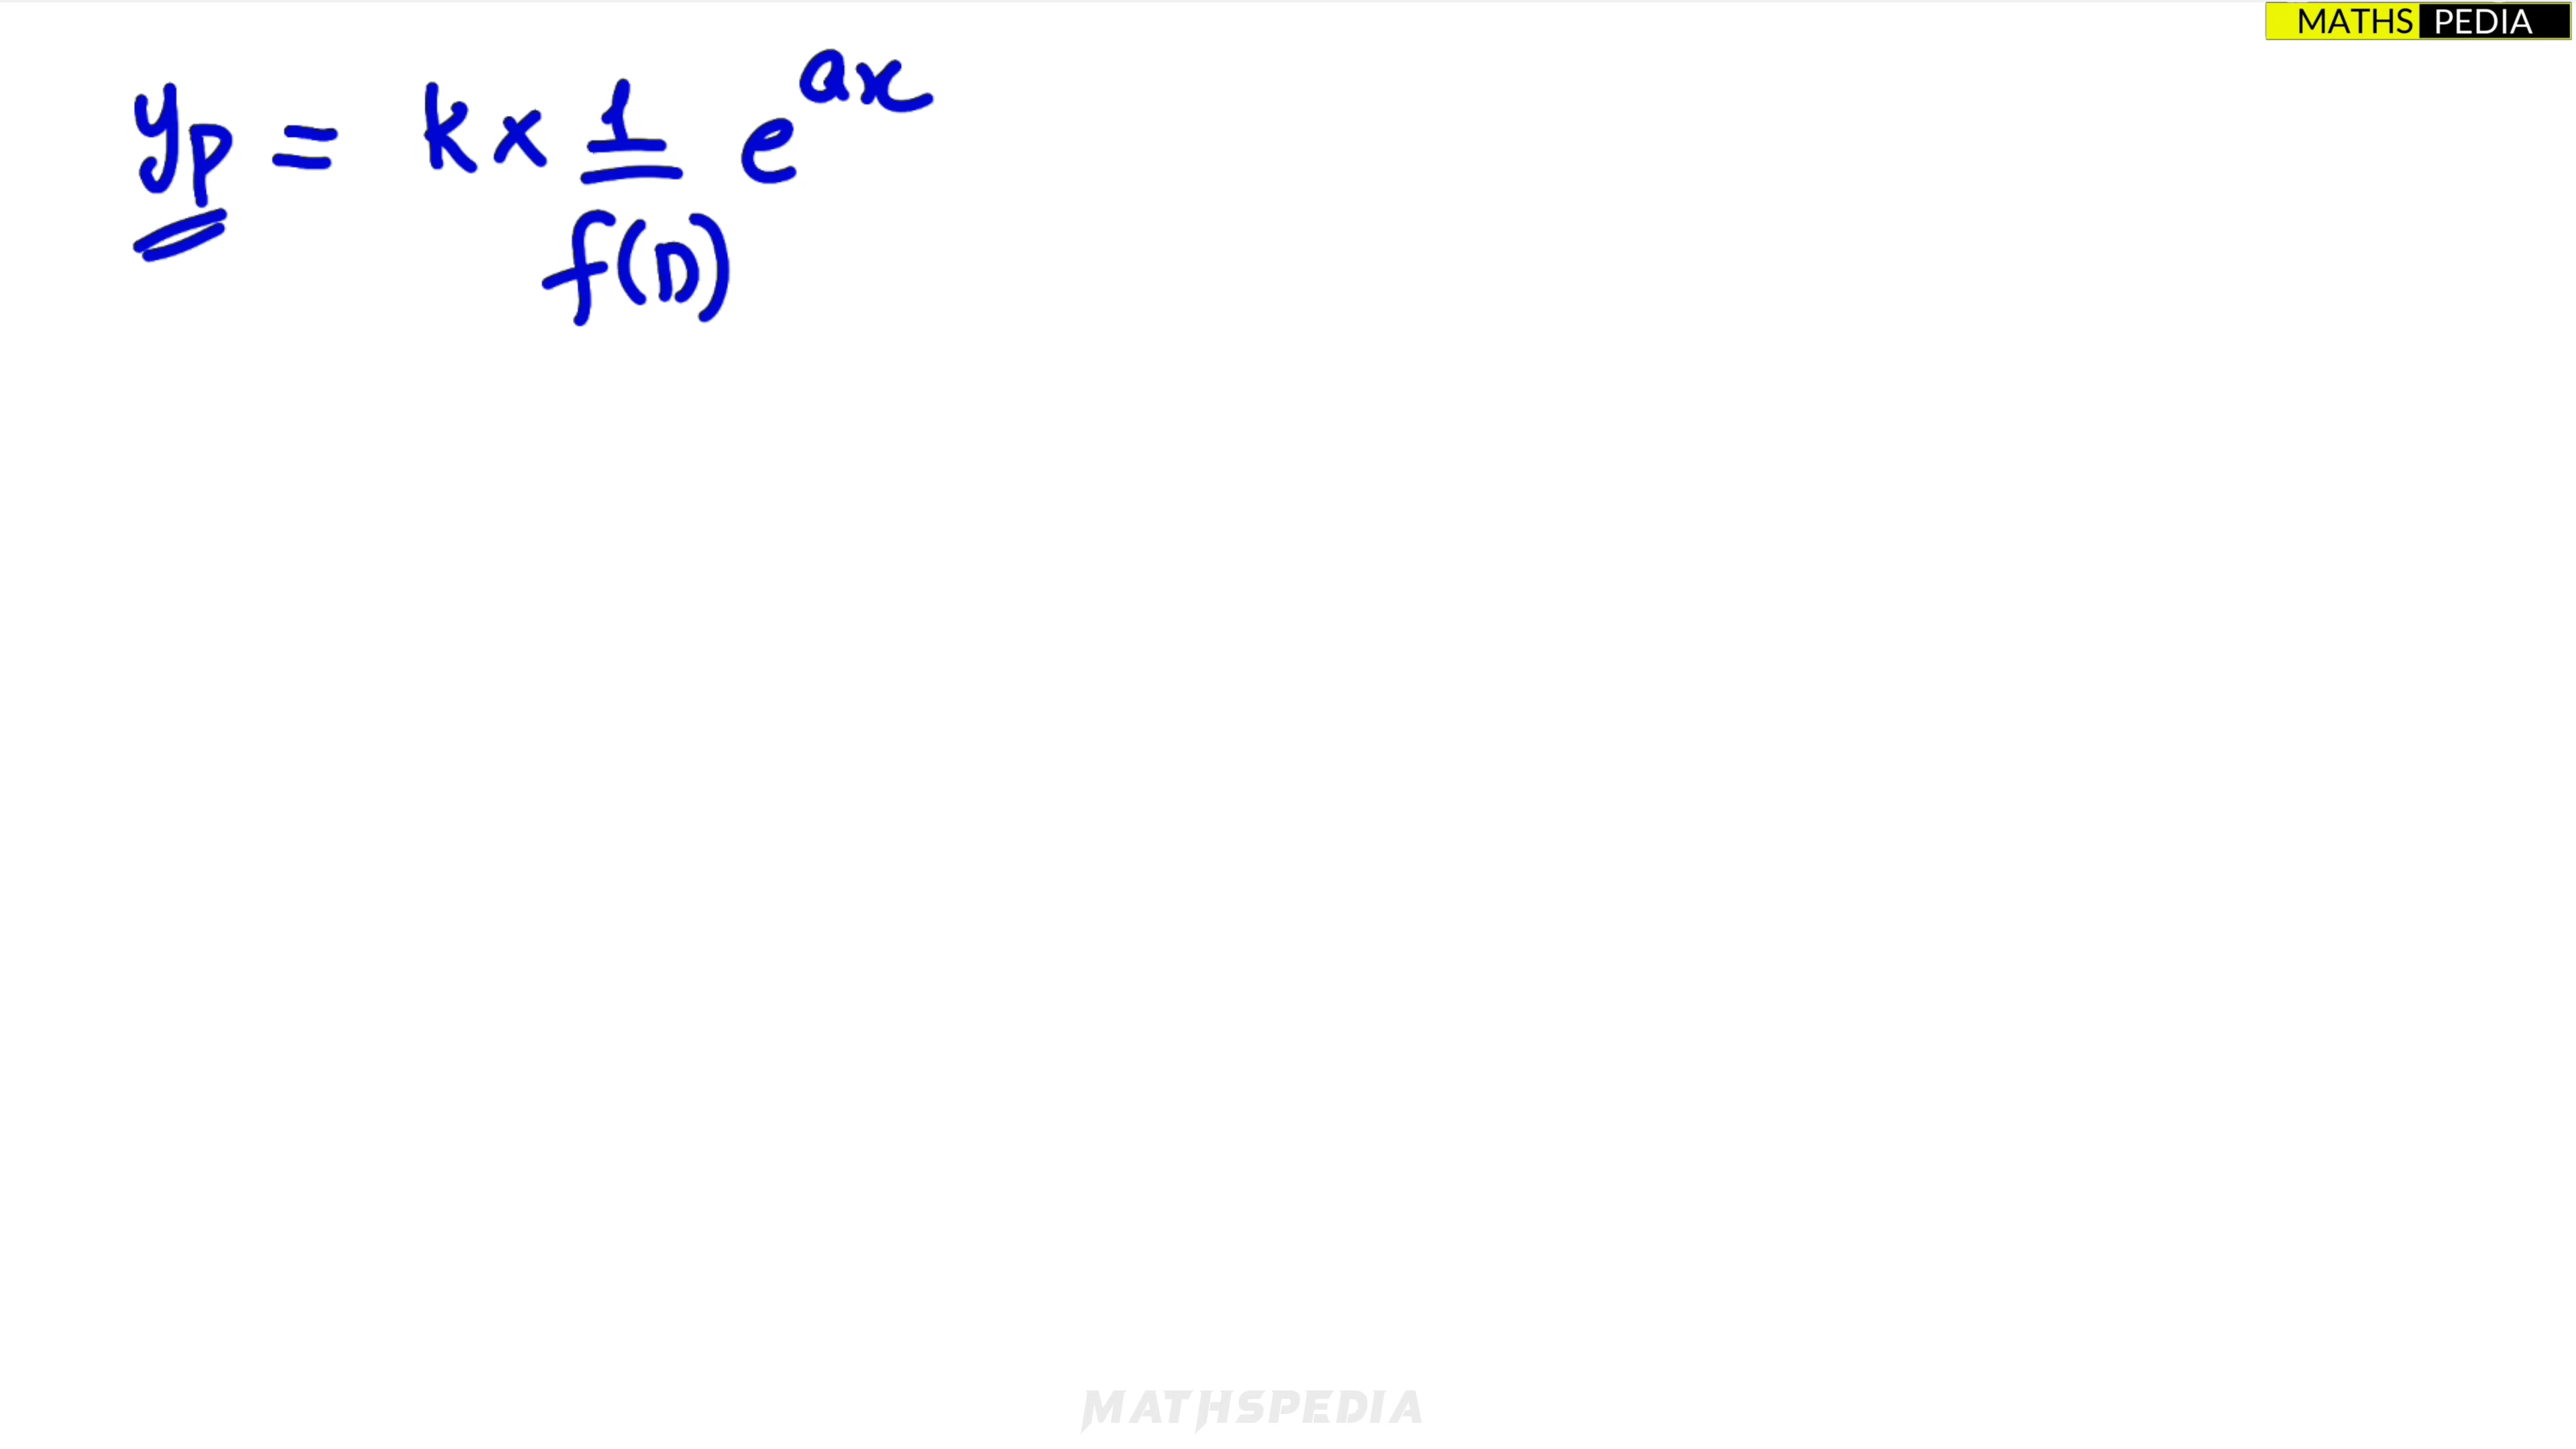 MATHS PEDIA
yp = k × 1/f(D) e^ax
MATHSPEDIA